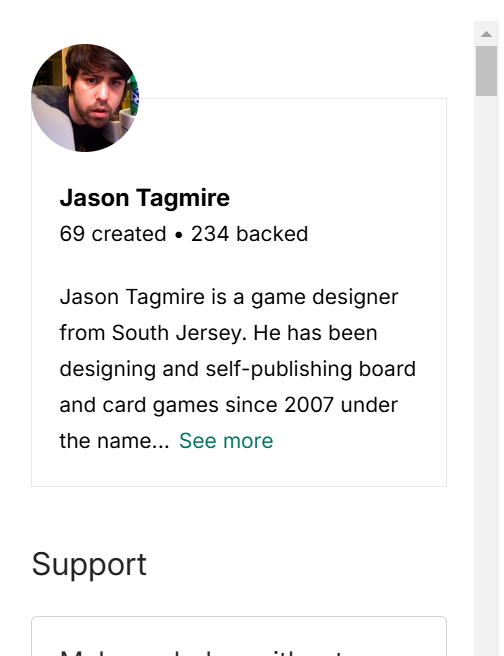 Jason Tagmire
69 created • 234 backed
Jason Tagmire is a game designer
from South Jersey. He has been
designing and self-publishing board
and card games since 2007 under
the name... See more
Support